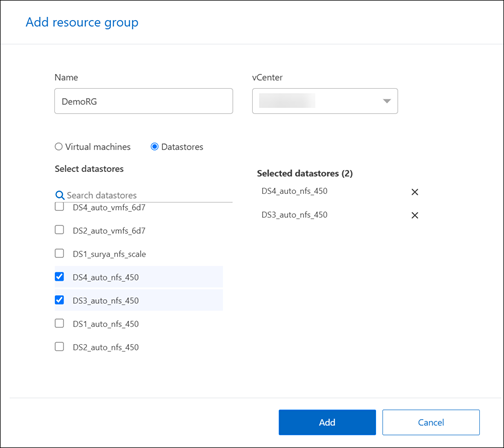 Add resource group
Name
vCenter
DemoRG
Virtual machines
Datastores
Select datastores
Selected datastores (2)
Search datastores
DS4_auto_nfs_450
DS3_auto_nfs_450
DS4_auto_vmfs_6d7
DS2_auto_vmfs_6d7
DS1_surya_nfs_scale
DS4_auto_nfs_450
DS3_auto_nfs_450
DS1_auto_nfs_450
DS2_auto_nfs_450
Add
Cancel